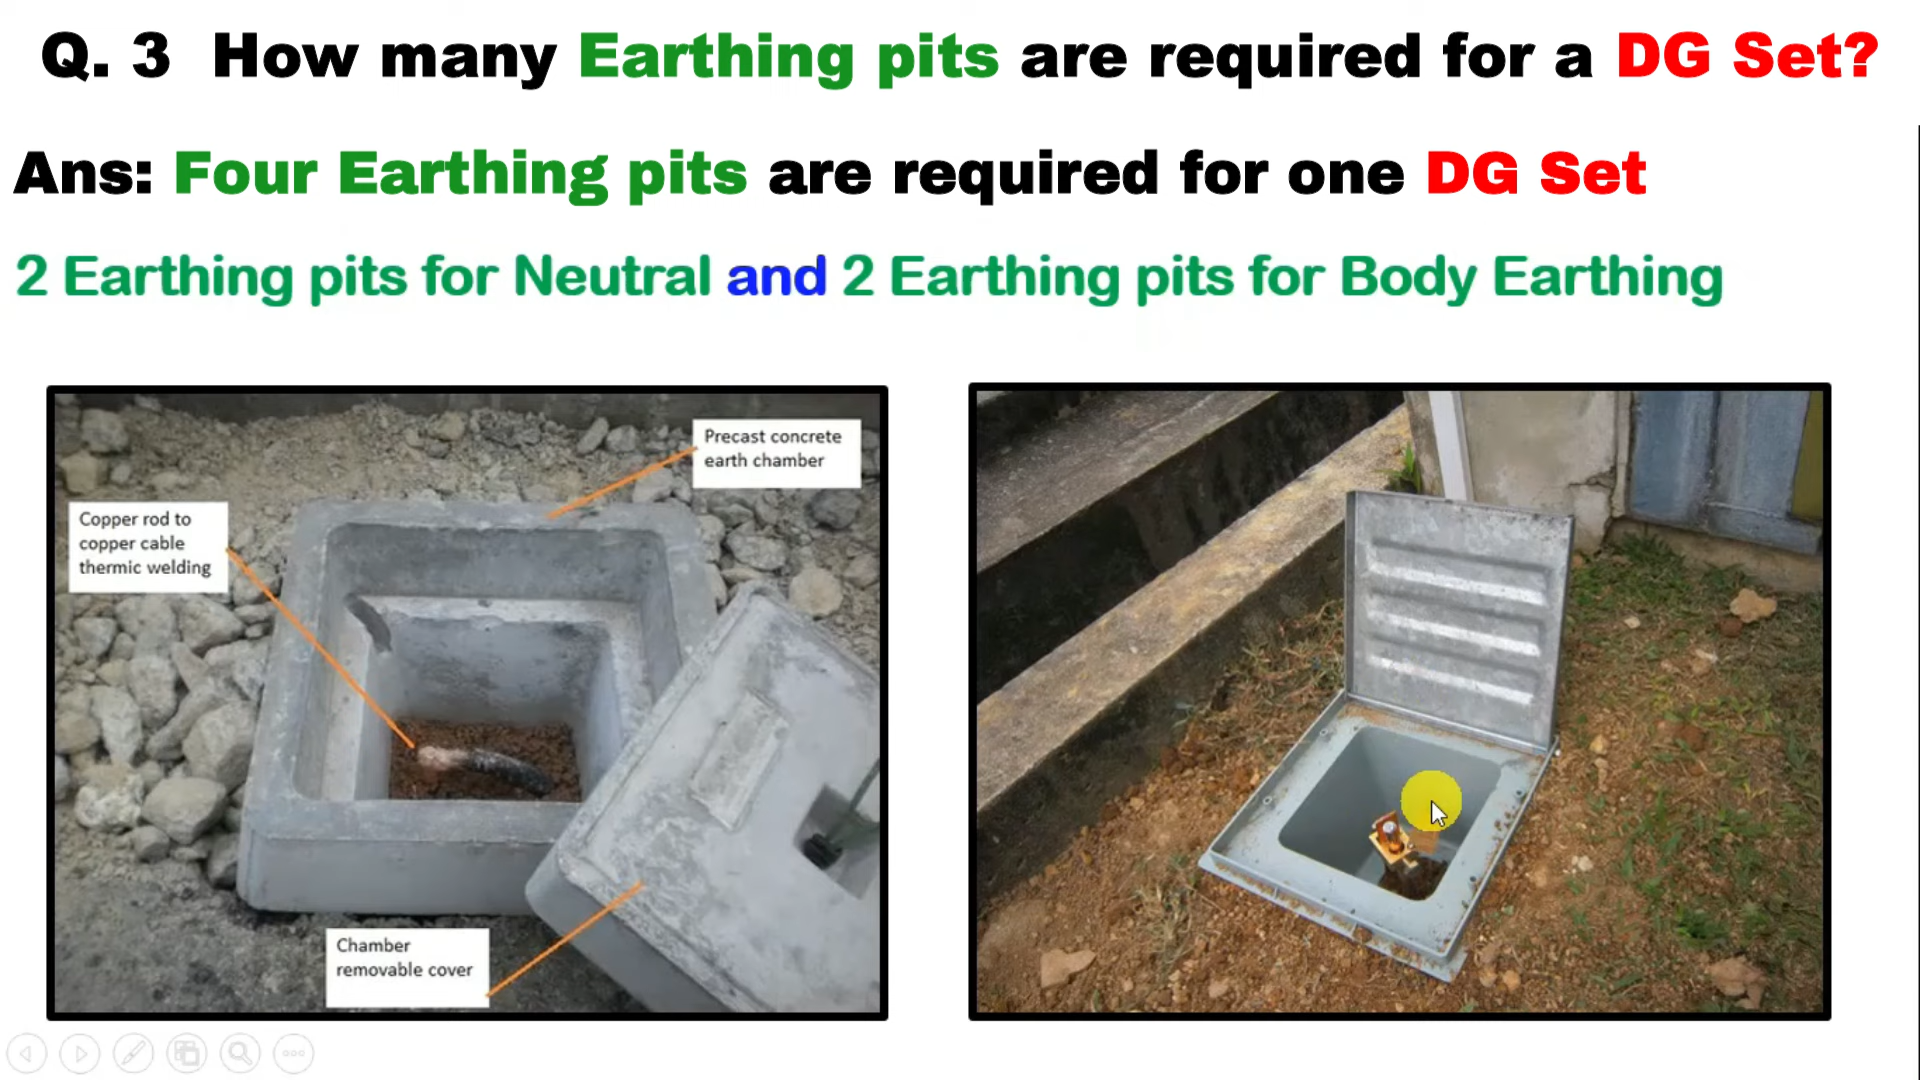 Q. 3 How many Earthing pits are required for a DG Set?
Ans: Four Earthing pits are required for one DG Set
2 Earthing pits for Neutral and 2 Earthing pits for Body Earthing
Precast concrete
earth chamber
Copper rod to
copper cable
thermic welding
Chamber
removable cover